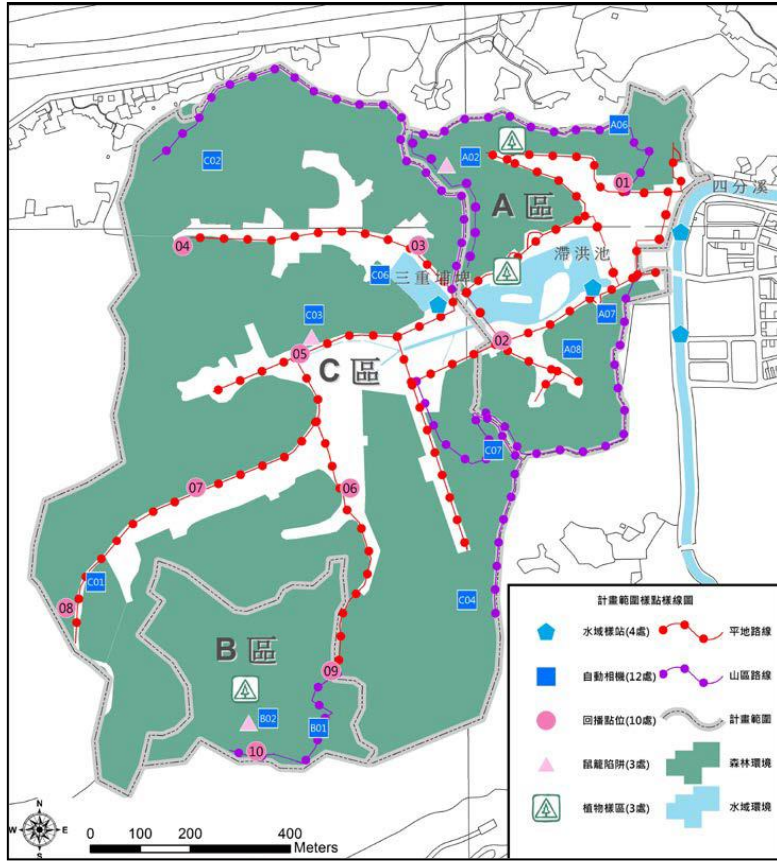 A06
C02
A02
01
四分溪
A區
04
03
滯洪池
C06
三重埔埤
C03
A07
02
05
A08
C區
C07
07
06
C01
08
C04
B區
09
B02
B01
10
計畫範圍樣點樣線圖
水域樣站(4處) 平地路線
自動相機(12處) 山區路線
回播點位(10處) 計畫範圍
鼠籠陷阱(3處) 森林環境
植物樣區(3處) 水域環境
N
W E
S
0 100 200 400
Meters